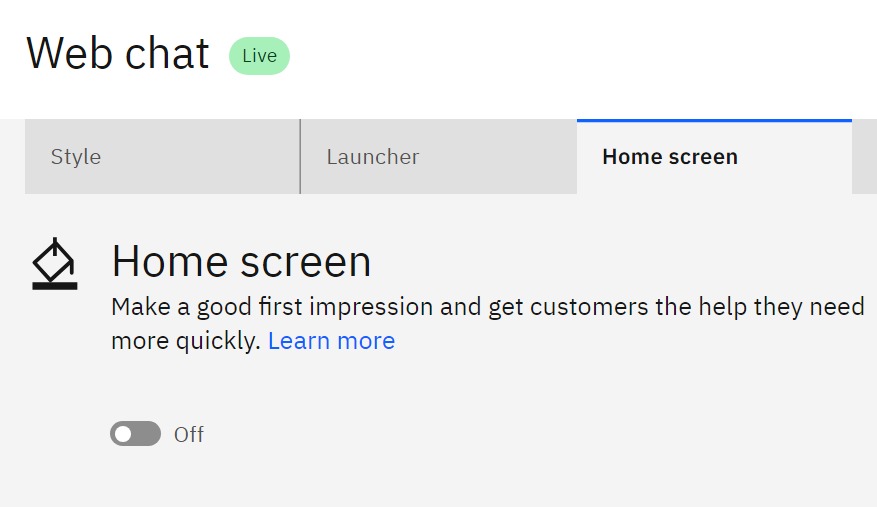 Web chat Live
Style Launcher Home screen
Home screen
Make a good first impression and get customers the help they need
more quickly. Learn more
Off